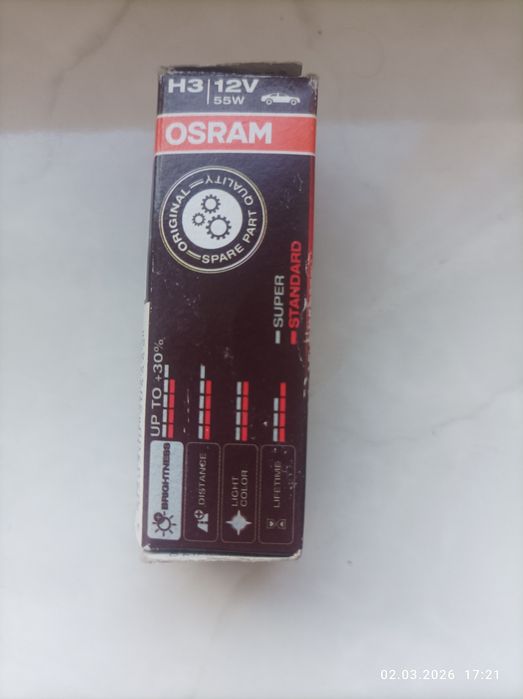 H3 12V
55W
OSRAM
ORIGINAL
SPARE PART QUALITY
SUPER
STANDARD
UP TO +30%
BRIGHTNESS
DISTANCE
LIGHT
COLOR
LIFETIME
02.03.2026 17:21